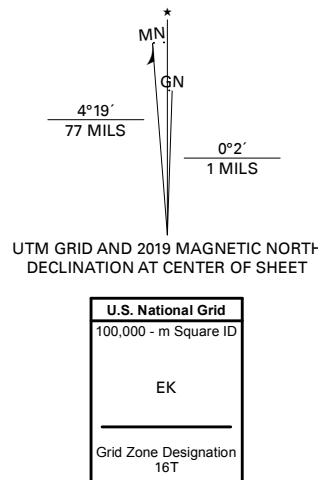 MN
GN
4°19´
77 MILS
0°2´
1 MILS
UTM GRID AND 2019 MAGNETIC NORTH
DECLINATION AT CENTER OF SHEET
U.S. National Grid
100,000 - m Square ID
EK
Grid Zone Designation
16T